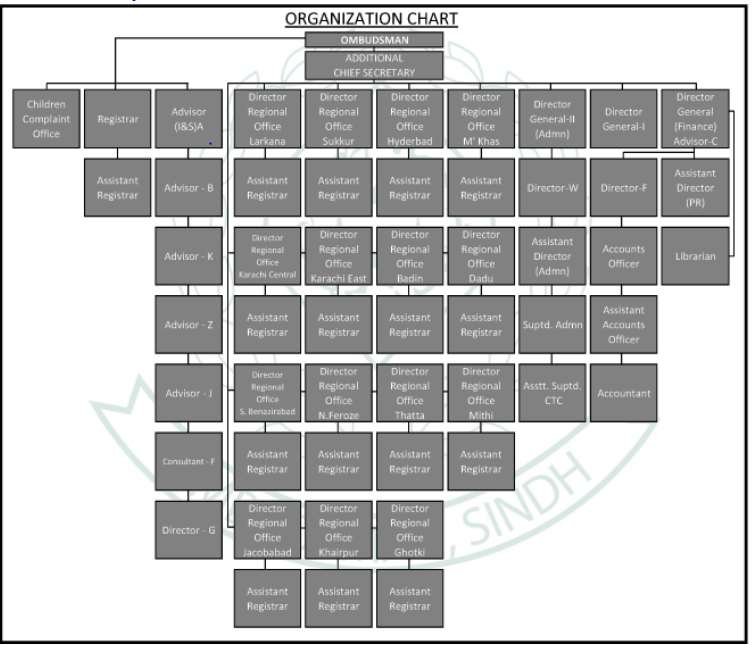 ORGANIZATION CHART
OMBUDSMAN
ADDITIONAL
CHIEF SECRETARY
Children
Complaint
Office
Registrar
Advisor
(I&S)A
Director
Regional
Office
Larkana
Director
Regional
Office
Sukkur
Director
Regional
Office
Hyderbad
Director
Regional
Office
M' Khas
Director
General-II
(Admn)
Director
General-I
Director
General
(Finance)
Advisor-C
Assistant
Registrar
Advisor - B
Assistant
Registrar
Assistant
Registrar
Assistant
Registrar
Assistant
Registrar
Director-W
Director-F
Assistant
Director
(PR)
Advisor - K
Director
Regional
Office
Karachi Central
Director
Regional
Office
Karachi East
Director
Regional
Office
Badin
Director
Regional
Office
Dadu
Assistant
Director
(Admn)
Accounts
Officer
Librarian
Advisor - Z
Assistant
Registrar
Assistant
Registrar
Assistant
Registrar
Assistant
Registrar
Suptd. Admn
Assistant
Accounts
Officer
Advisor - J
Director
Regional
Office
S. Benazirabad
Director
Regional
Office
N.Feroze
Director
Regional
Office
Thatta
Director
Regional
Office
Mithi
Asstt. Suptd.
CTC
Accountant
Consultant - F
Assistant
Registrar
Assistant
Registrar
Assistant
Registrar
Assistant
Registrar
Director - G
Director
Regional
Office
Jacobabad
Director
Regional
Office
Khairpur
Director
Regional
Office
Ghotki
Assistant
Registrar
Assistant
Registrar
Assistant
Registrar
SINDH